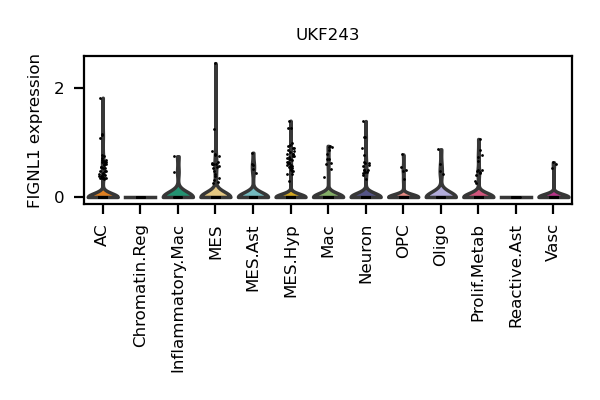 UKF243
FIGNL1 expression
2
0
AC
Chromatin.Reg
Inflammatory.Mac
MES
MES.Ast
MES.Hyp
Mac
Neuron
OPC
Oligo
Prolif.Metab
Reactive.Ast
Vasc